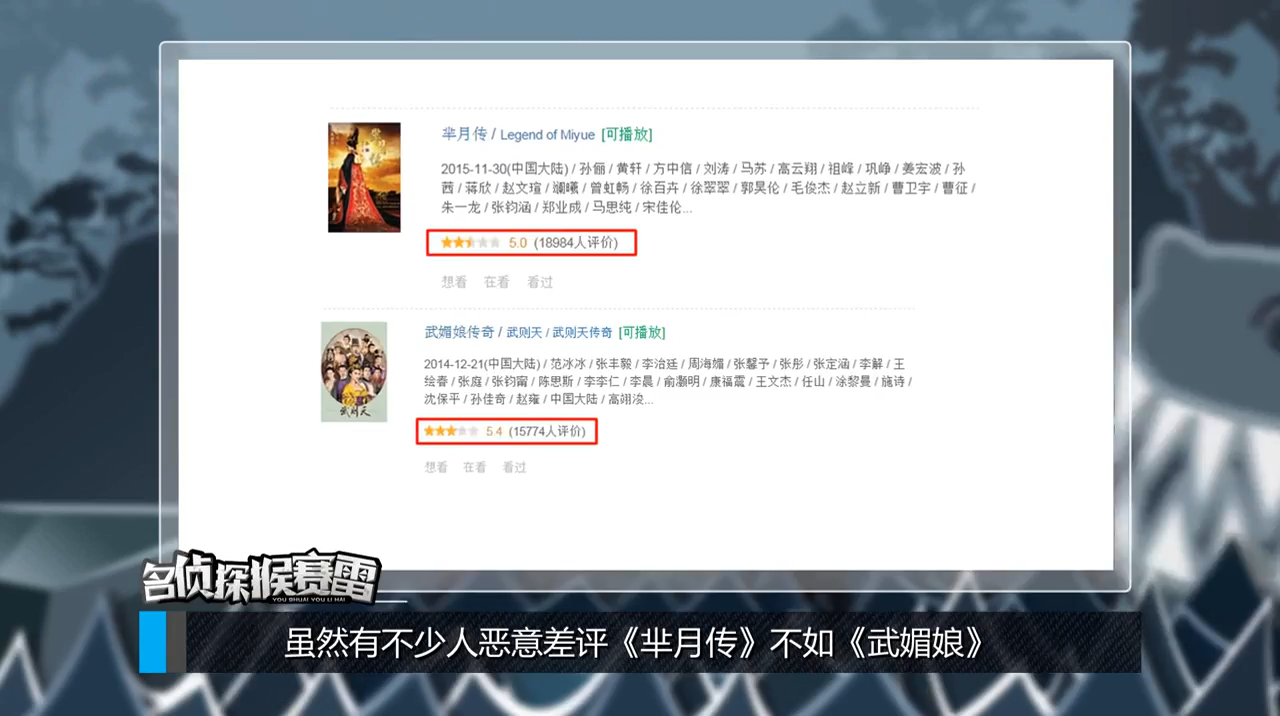 芈月传 / Legend of Miyue [可播放]
2015-11-30(中国大陆) / 孙俪 / 黄轩 / 方中信 / 刘涛 / 马苏 / 高云翔 / 祖峰 / 巩峥 / 姜宏波 / 孙
茜 / 蒋欣 / 赵文瑄 / 斓曦 / 曾虹畅 / 徐百卉 / 徐翠翠 / 郭昊伦 / 毛俊杰 / 赵立新 / 曹卫宇 / 曹征 /
朱一龙 / 张钧涵 / 郑业成 / 马思纯 / 宋佳伦...
5.0 (18984人评价)
想看 在看 看过
武媚娘传奇 / 武则天 / 武则天传奇 [可播放]
2014-12-21(中国大陆) / 范冰冰 / 张丰毅 / 李治廷 / 周海媚 / 张馨予 / 张彤 / 张定涵 / 李解 / 王
绘春 / 张庭 / 张钧甯 / 陈思斯 / 李李仁 / 李晨 / 俞灏明 / 康福震 / 王文杰 / 任山 / 涂黎曼 / 施诗 /
沈保平 / 孙佳奇 / 赵雍 / 中国大陆 / 高翊浚...
武则天
5.4 (15774人评价)
想看 在看 看过
名侦探猴赛雷
虽然有不少人恶意差评《芈月传》不如《武媚娘》